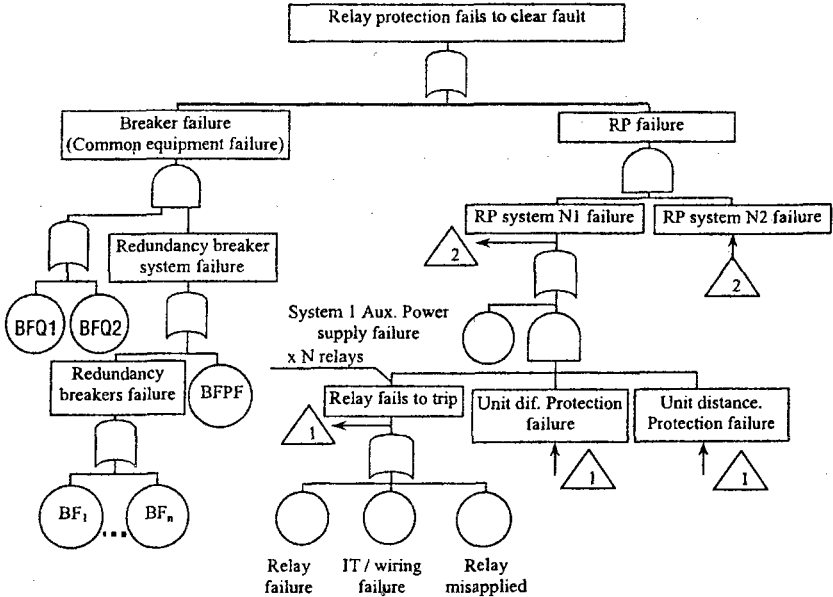 Relay protection fails to clear fault
Breaker failure
(Common equipment failure)
RP failure
RP system N1 failure
RP system N2 failure
2
2
Redundancy breaker
system failure
BFQ1
BFQ2
System 1 Aux. Power
supply failure
x N relays
Redundancy
breakers failure
BFPF
Relay fails to trip
Unit dif. Protection
failure
Unit distance.
Protection failure
1
1
1
BF1
...
BFn
Relay
failure
IT / wiring
failure
Relay
misapplied